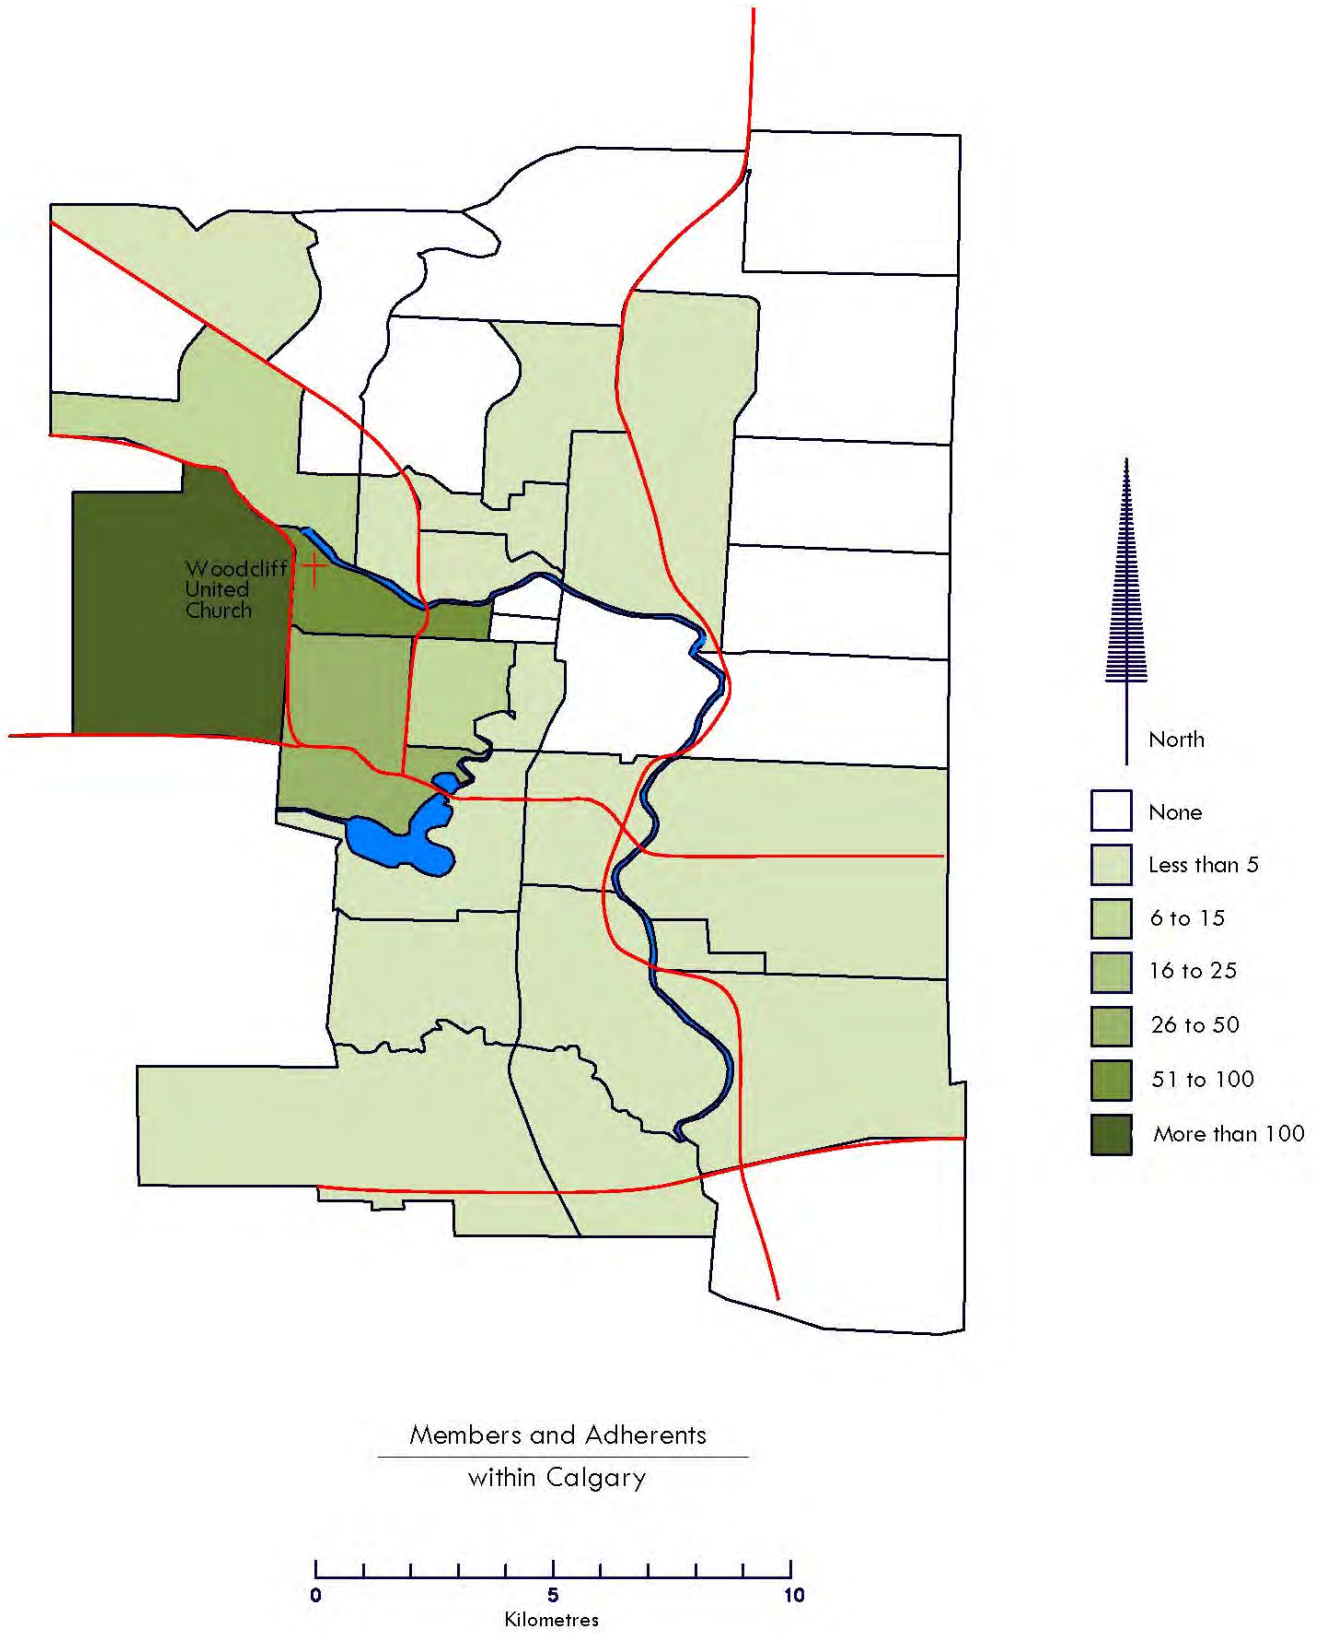 Woodcliff
United
Church
North
None
Less than 5
6 to 15
16 to 25
26 to 50
51 to 100
More than 100
Members and Adherents
within Calgary
0 5 10
Kilometres